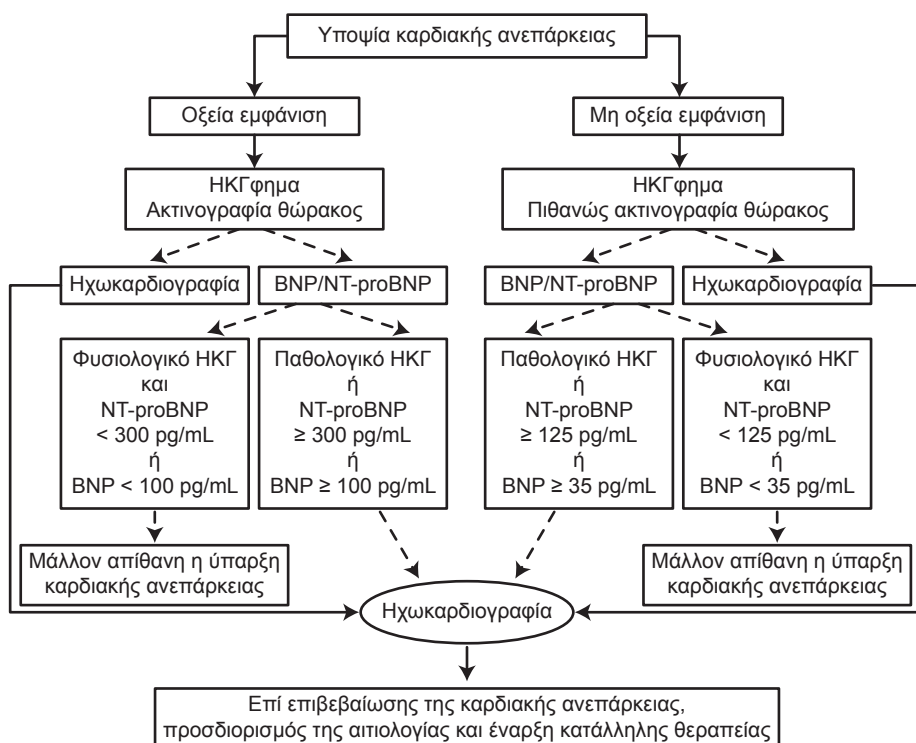 Υποψία καρδιακής ανεπάρκειας
Οξεία εμφάνιση
Μη οξεία εμφάνιση
ΗΚΓφημα
Ακτινογραφία θώρακος
ΗΚΓφημα
Πιθανώς ακτινογραφία θώρακος
Ηχωκαρδιογραφία
BNP/NT-proBNP
BNP/NT-proBNP
Ηχωκαρδιογραφία
Φυσιολογικό ΗΚΓ
και
NT-proBNP
< 300 pg/mL
ή
BNP < 100 pg/mL
Παθολογικό ΗΚΓ
ή
NT-proBNP
≥ 300 pg/mL
ή
BNP ≥ 100 pg/mL
Παθολογικό ΗΚΓ
ή
NT-proBNP
≥ 125 pg/mL
ή
BNP ≥ 35 pg/mL
Φυσιολογικό ΗΚΓ
και
NT-proBNP
< 125 pg/mL
ή
BNP < 35 pg/mL
Μάλλον απίθανη η ύπαρξη
καρδιακής ανεπάρκειας
Μάλλον απίθανη η ύπαρξη
καρδιακής ανεπάρκειας
Ηχωκαρδιογραφία
Επί επιβεβαίωσης της καρδιακής ανεπάρκειας,
προσδιορισμός της αιτιολογίας και έναρξη κατάλληλης θεραπείας